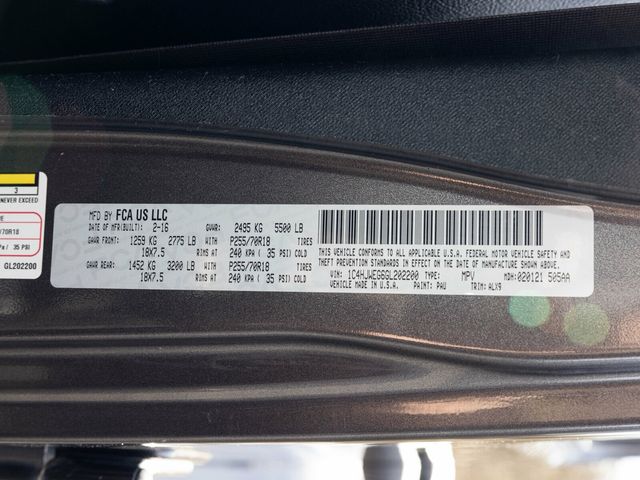 3
NEVER EXCEED
/70R18
Pa/ 35 PSI
GL202200
MFD BY FCA US LLC
DATE OF MFR(BUILT): 2-16 GVWR: 2495 KG 5500 LB
GAWR FRONT: 1259 KG 2775 LB WITH P255/70R18 TIRES
18X7.5 RIMS AT 240 KPA ( 35 PSI) COLD
GAWR REAR: 1452 KG 3200 LB WITH P255/70R18 TIRES
18X7.5 RIMS AT 240 KPA ( 35 PSI) COLD
THIS VEHICLE CONFORMS TO ALL APPLICABLE U.S.A. FEDERAL MOTOR VEHICLE SAFETY AND
THEFT PREVENTION STANDARDS IN EFFECT ON THE DATE OF MANUFACTURE SHOWN ABOVE.
VIN: 1C4HJWEG6GL202200 TYPE: MPV MDH: 020121 505AA
VEHICLE MADE IN U.S.A. PAINT: PAU TRIM: ALX9